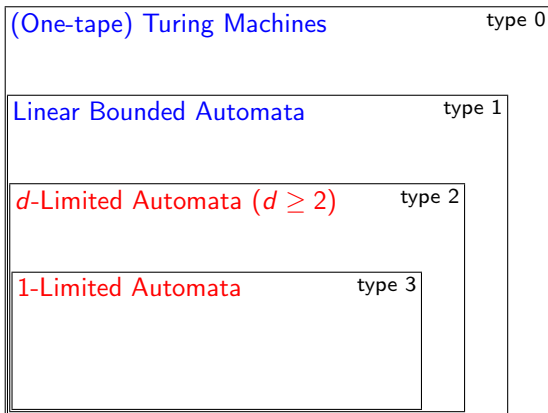 (One-tape) Turing Machines type 0
Linear Bounded Automata type 1
d-Limited Automata (d ≥ 2) type 2
1-Limited Automata type 3